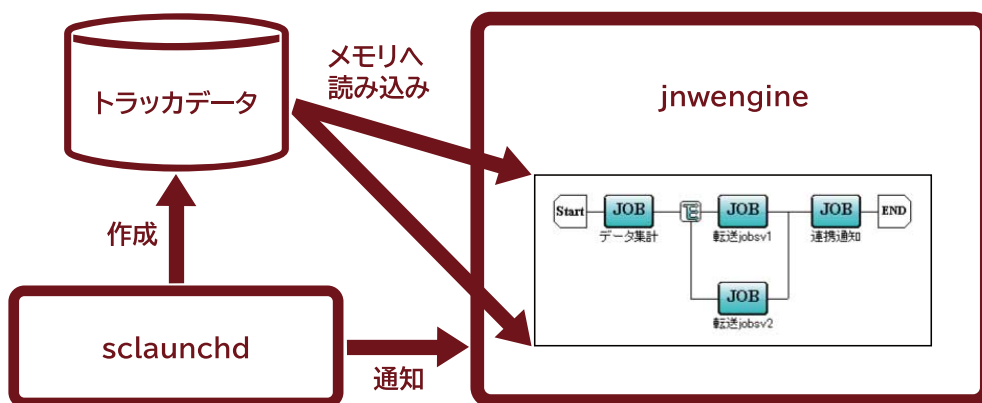 トラッカデータ
メモリへ
読み込み
jnwengine
Start
JOB
データ集計
JOB
転送jobsv1
JOB
連携通知
END
JOB
転送jobsv2
作成
sclaunchd
通知